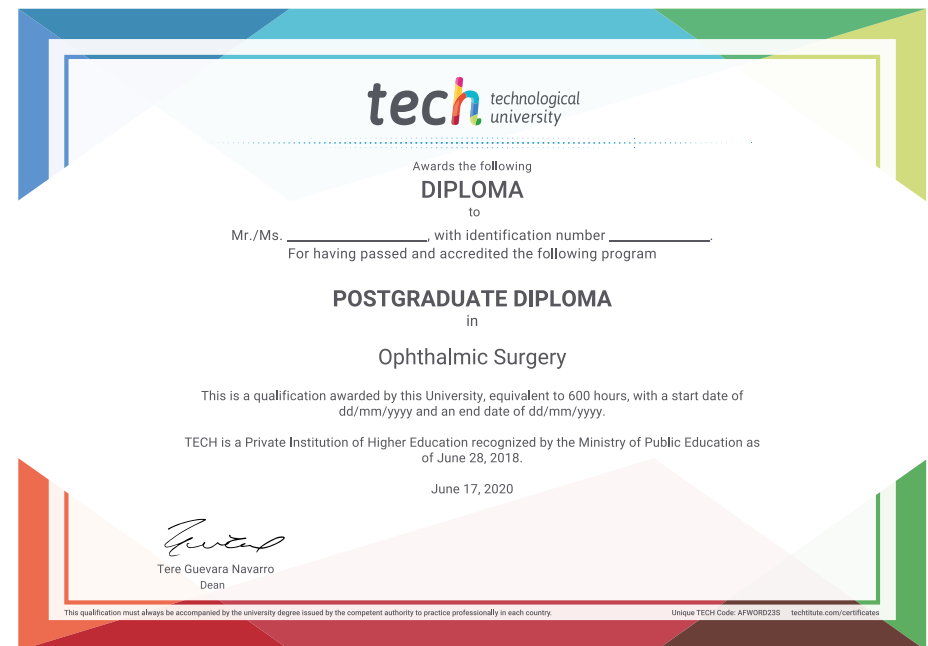 tech technological
university
Awards the following
DIPLOMA
to
Mr./Ms. ____________________, with identification number ______________.
For having passed and accredited the following program
POSTGRADUATE DIPLOMA
in
Ophthalmic Surgery
This is a qualification awarded by this University, equivalent to 600 hours, with a start date of
dd/mm/yyyy and an end date of dd/mm/yyyy.
TECH is a Private Institution of Higher Education recognized by the Ministry of Public Education as
of June 28, 2018.
June 17, 2020
Tere Guevara Navarro
Dean
This qualification must always be accompanied by the university degree issued by the competent authority to practice professionally in each country.
Unique TECH Code: AFWORD23S techtitute.com/certificates